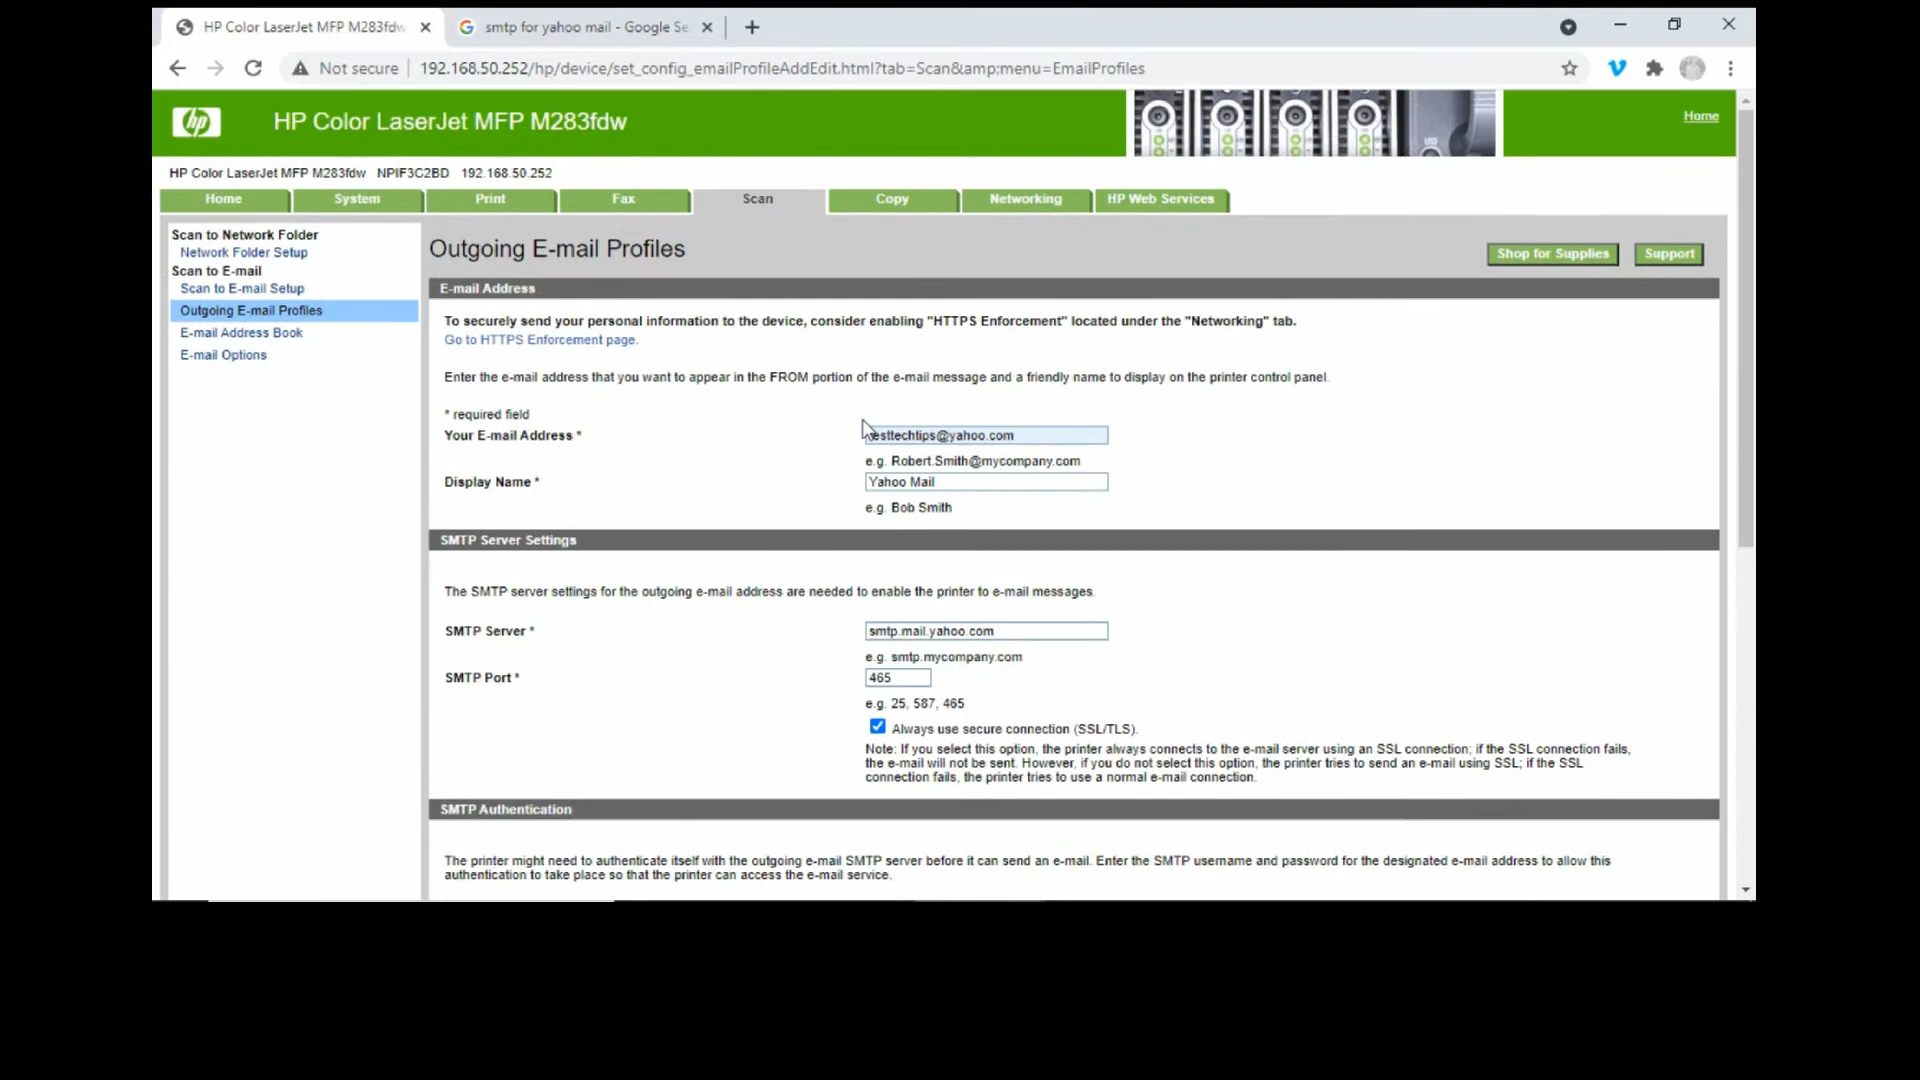 HP Color LaserJet MFP M283fdw
smtp for yahoo mail - Google Se
Not secure
192.168.50.252/hp/device/set_config_emailProfileAddEdit.html?tab=Scan&amp;menu=EmailProfiles
hp
HP Color LaserJet MFP M283fdw
Home
HP Color LaserJet MFP M283fdw NPIF3C2BD 192.168.50.252
Home System Print Fax Scan Copy Networking HP Web Services
Scan to Network Folder
Network Folder Setup
Scan to E-mail
Scan to E-mail Setup
Outgoing E-mail Profiles
E-mail Address Book
E-mail Options
Outgoing E-mail Profiles
Shop for Supplies
Support
E-mail Address
To securely send your personal information to the device, consider enabling "HTTPS Enforcement" located under the "Networking" tab.
Go to HTTPS Enforcement page.
Enter the e-mail address that you want to appear in the FROM portion of the e-mail message and a friendly name to display on the printer control panel.
* required field
Your E-mail Address *
e.g. Robert.Smith@mycompany.com
Display Name * Yahoo Mail
e.g. Bob Smith
SMTP Server Settings
The SMTP server settings for the outgoing e-mail address are needed to enable the printer to e-mail messages.
SMTP Server * smtp.mail.yahoo.com
e.g. smtp.mycompany.com
SMTP Port * 465
e.g. 25, 587, 465
Always use secure connection (SSL/TLS).
Note: If you select this option, the printer always connects to the e-mail server using an SSL connection; if the SSL connection fails,
the e-mail will not be sent. However, if you do not select this option, the printer tries to send an e-mail using SSL; if the SSL
connection fails, the printer tries to use a normal e-mail connection.
SMTP Authentication
The printer might need to authenticate itself with the outgoing e-mail SMTP server before it can send an e-mail. Enter the SMTP username and password for the designated e-mail address to allow this
authentication to take place so that the printer can access the e-mail service.